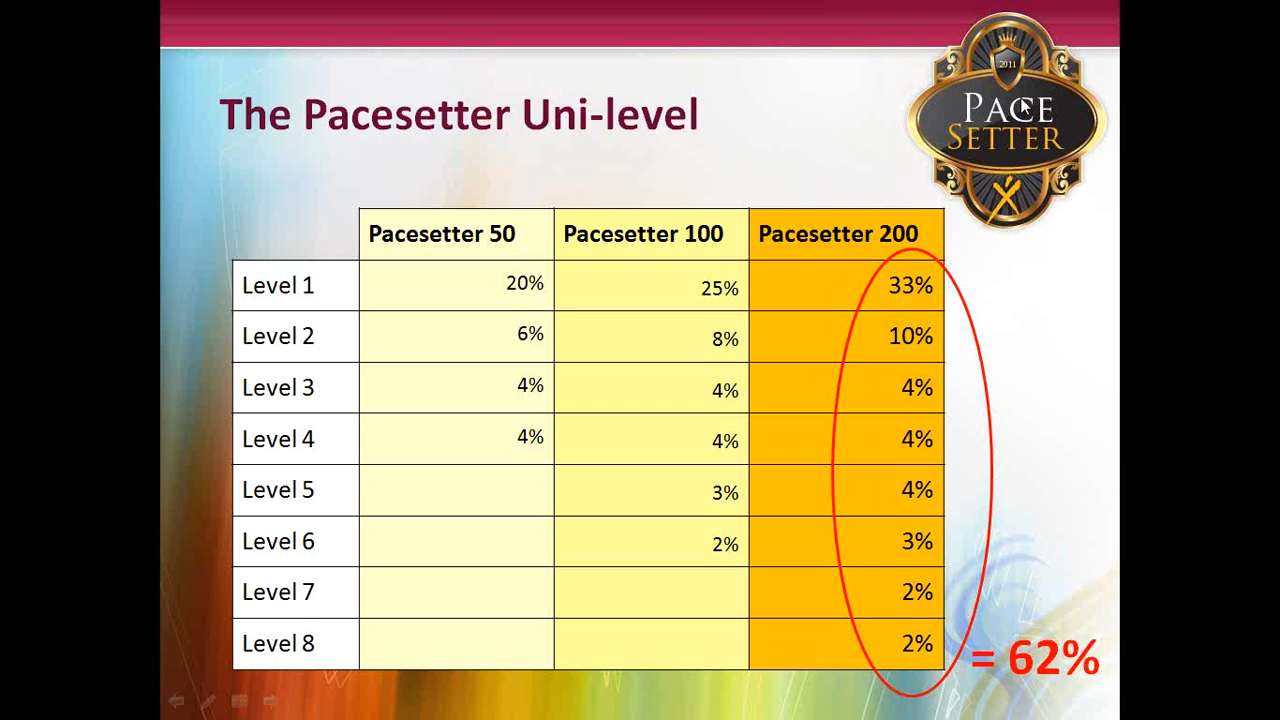 2011
PACE
SETTER
The Pacesetter Uni-level
Pacesetter 50 Pacesetter 100 Pacesetter 200
Level 1 20% 25% 33%
Level 2 6% 8% 10%
Level 3 4% 4% 4%
Level 4 4% 4% 4%
Level 5 3% 4%
Level 6 2% 3%
Level 7 2%
Level 8 2%
= 62%